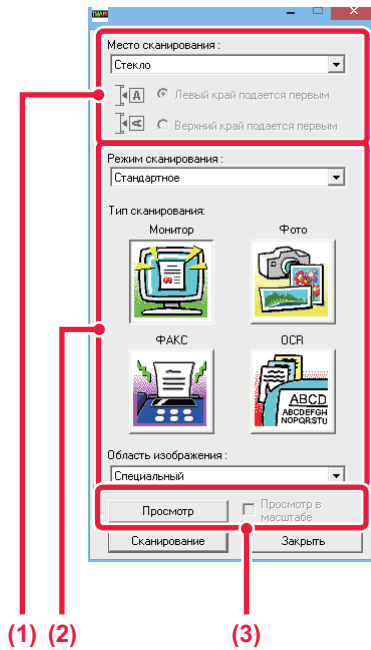 TWAIN
Место сканирования :
Стекло
A Левый край подается первым
A Верхний край подается первым
Режим сканирования :
Стандартное
Тип сканирования:
Монитор Фото
ФАКС OCR
ABCD
ABCDEFGH
NOPQRSTU
Область изображения :
Специальный
Просмотр Просмотр в
масштабе
Сканирование Закрыть
(1) (2) (3)